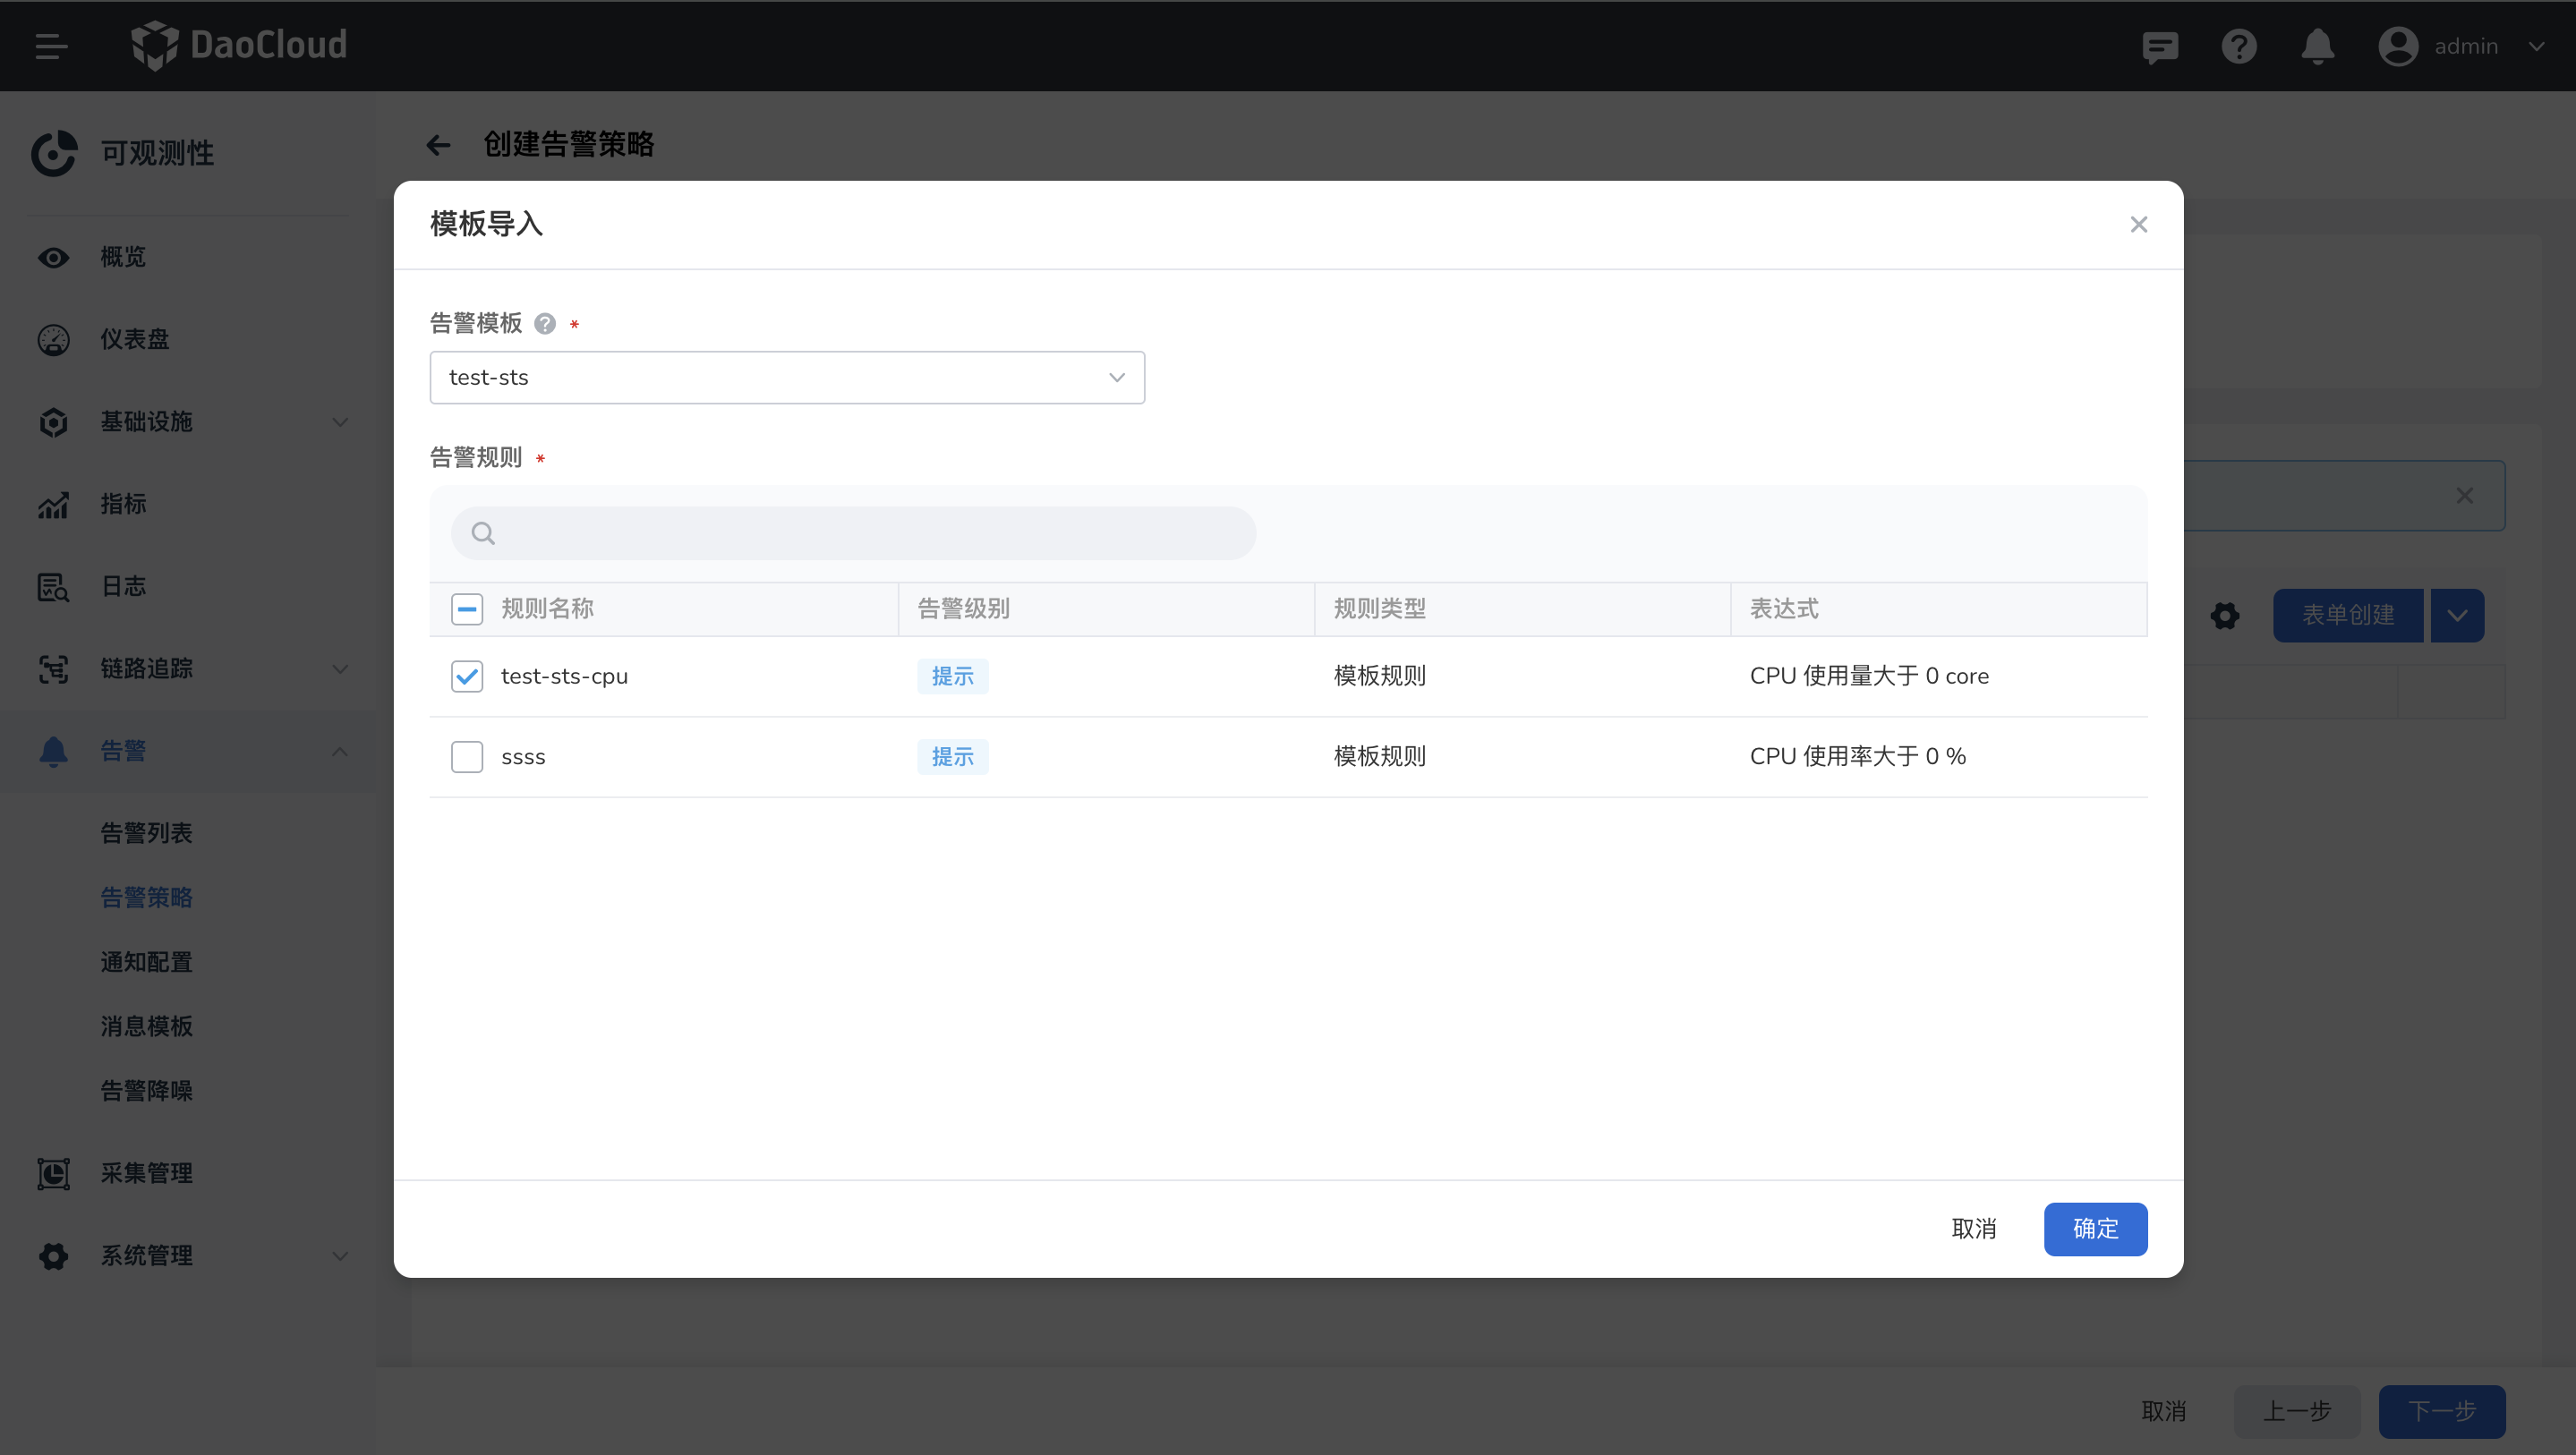 DaoCloud
admin
可观测性
创建告警策略
概览
仪表盘
基础设施
指标
日志
链路追踪
告警
告警列表
告警策略
通知配置
消息模板
告警降噪
采集管理
系统管理
模板导入
告警模板 ? *
test-sts
告警规则 *
规则名称 告警级别 规则类型 表达式
test-sts-cpu 提示 模板规则 CPU 使用量大于 0 core
ssss 提示 模板规则 CPU 使用率大于 0 %
取消 确定
表单创建
取消 上一步 下一步